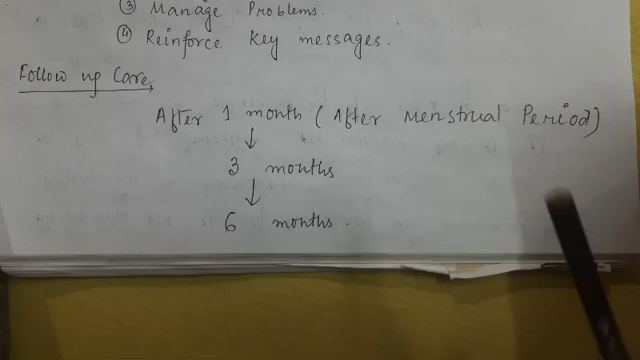 ③ Manage Problems.
④ Reinforce Key messages.
Follow up Care
After 1 month (After Menstrual Period)
↓
3 months
↓
6 months.